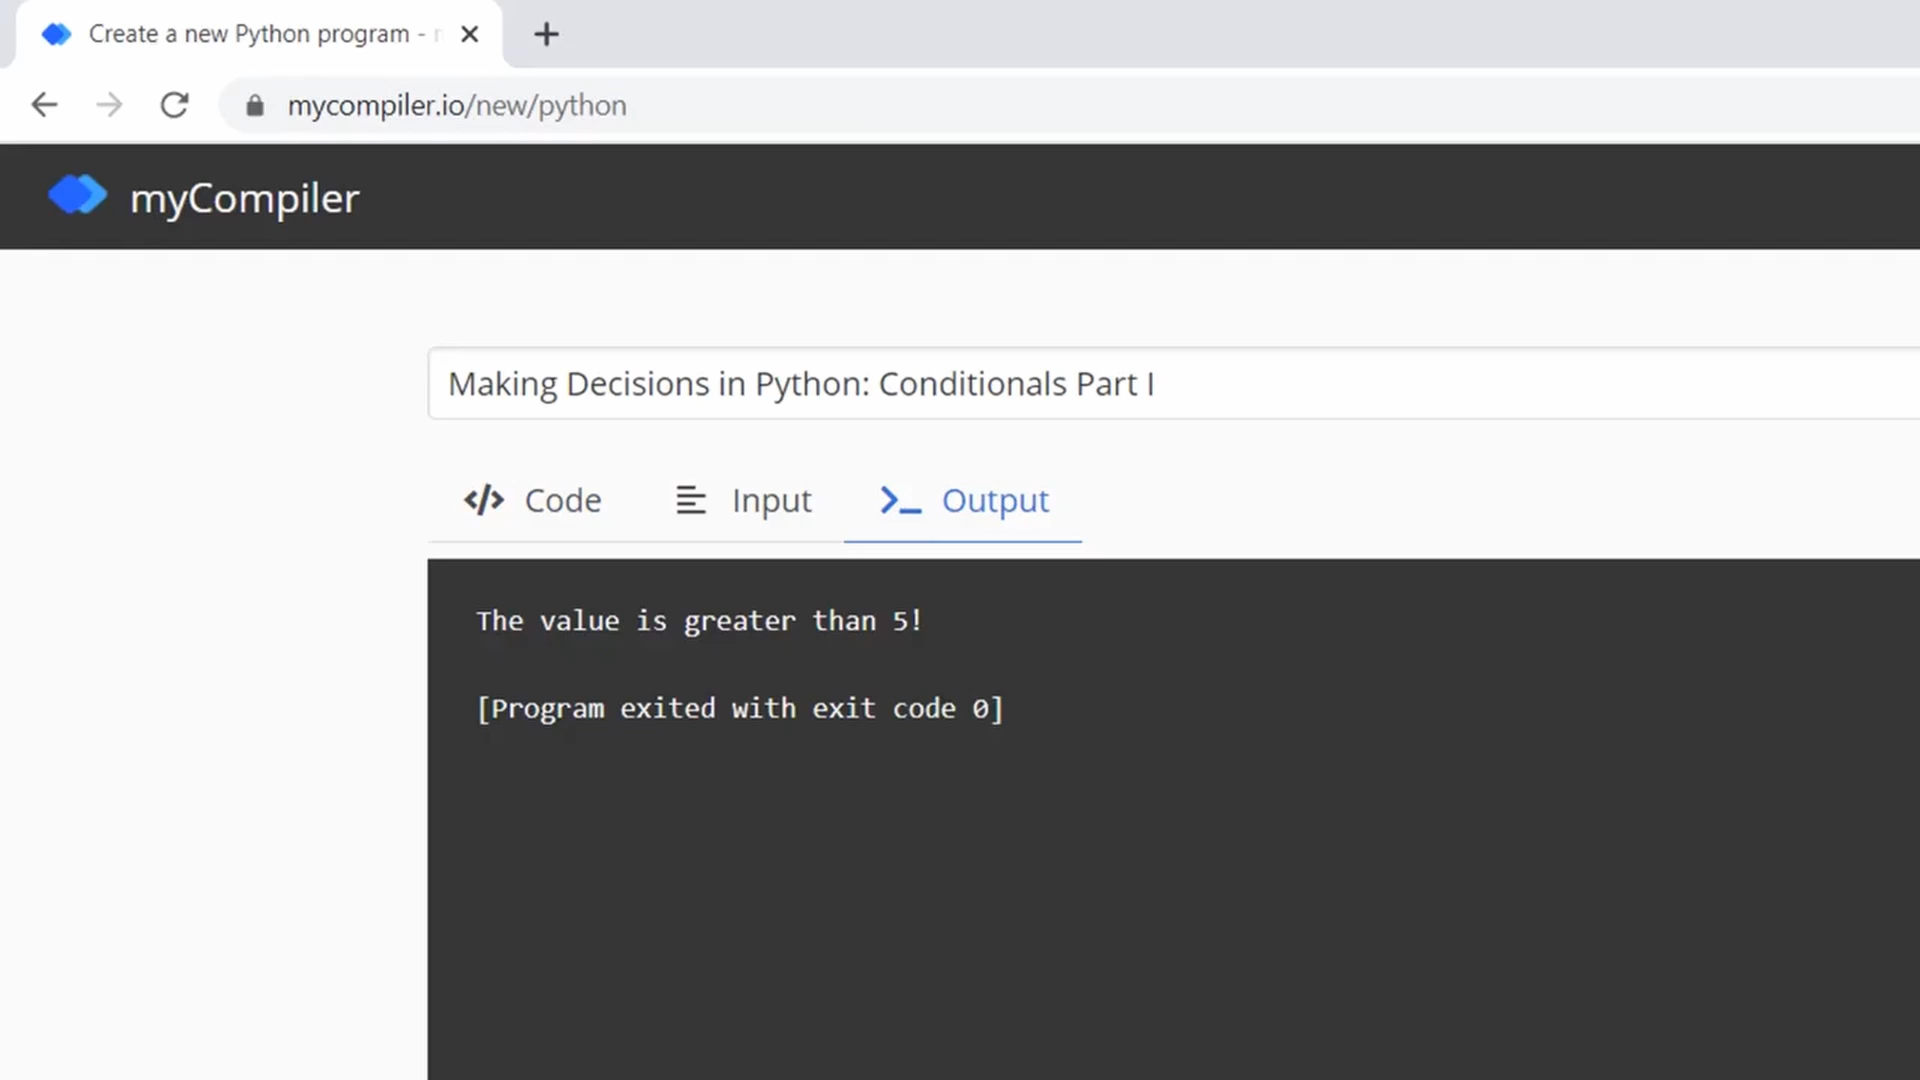 Create a new Python program -
mycompiler.io/new/python
myCompiler
Making Decisions in Python: Conditionals Part I
</> Code Input >_ Output
The value is greater than 5!
[Program exited with exit code 0]